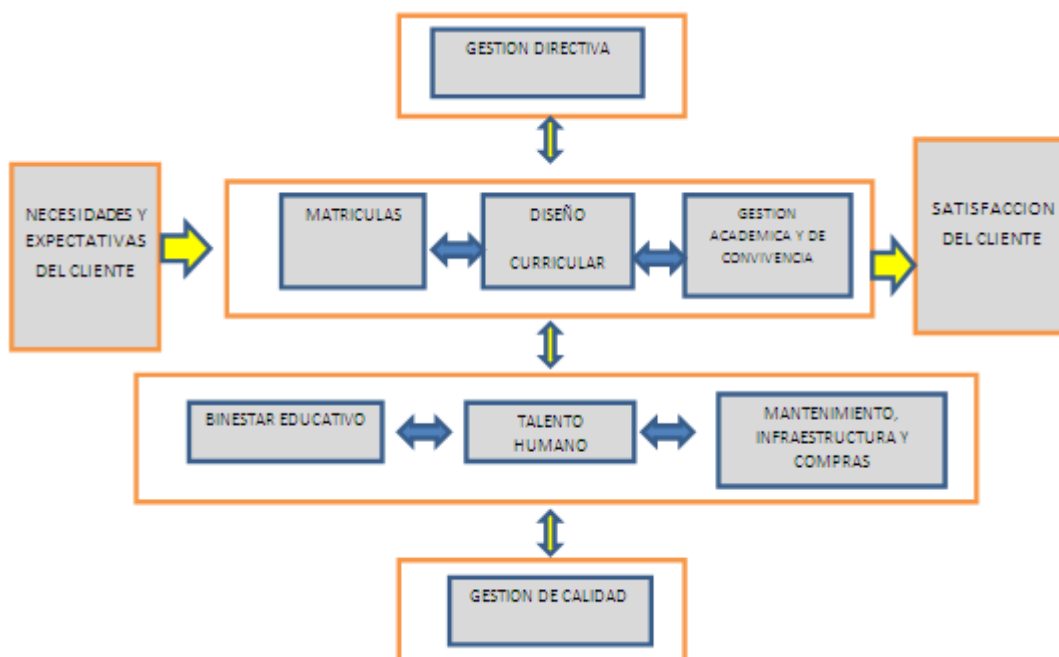 GESTION DIRECTIVA
NECESIDADES Y
EXPECTATIVAS
DEL CLIENTE
MATRICULAS
DISEÑO
CURRICULAR
GESTION
ACADEMICA Y DE
CONVIVENCIA
SATISFACCION
DEL CLIENTE
BINESTAR EDUCATIVO
TALENTO
HUMANO
MANTENIMIENTO,
INFRAESTRUCTURA Y
COMPRAS
GESTION DE CALIDAD